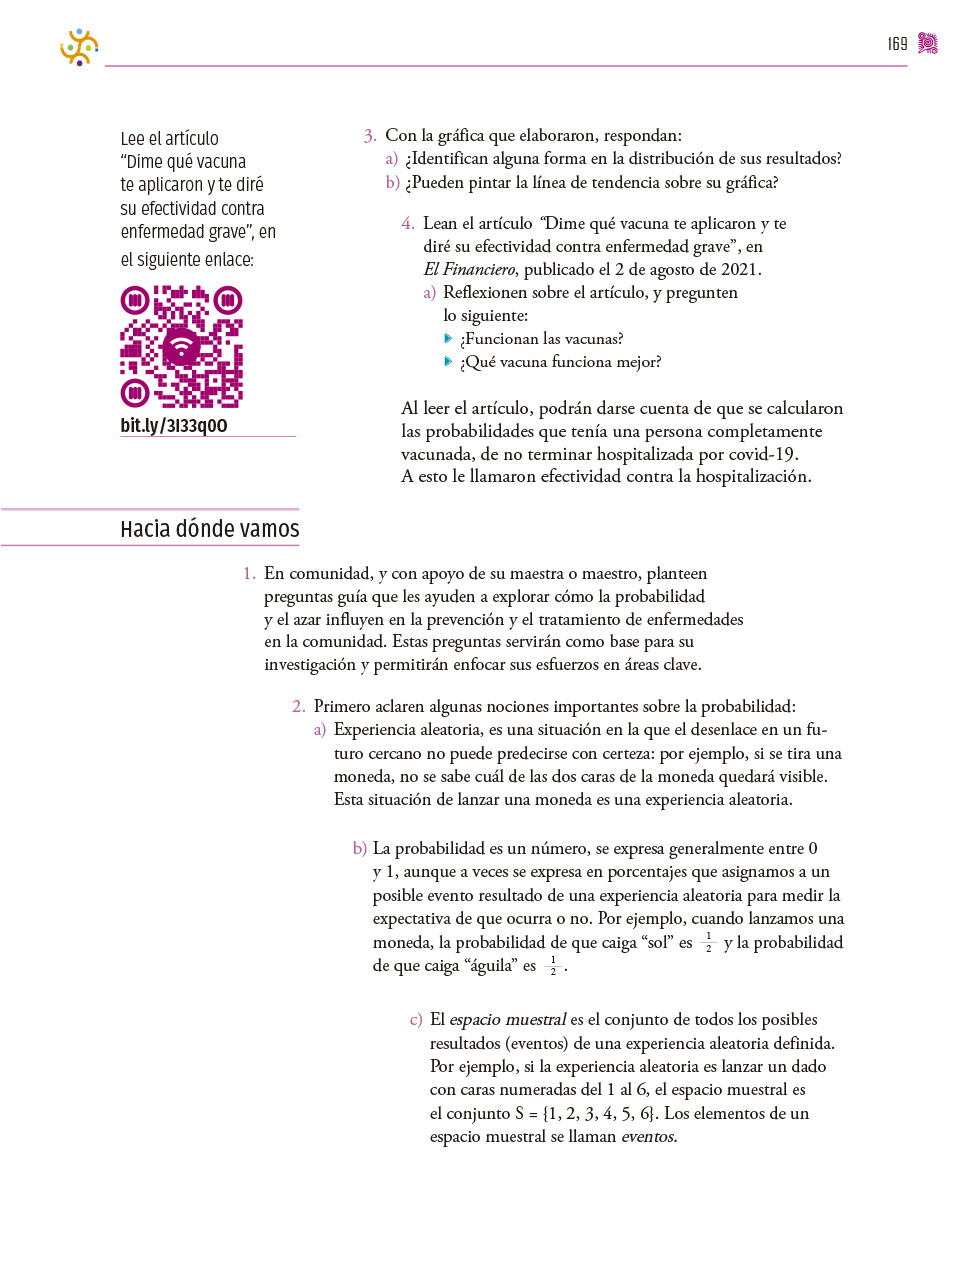 169
Lee el artículo
“Dime qué vacuna
te aplicaron y te diré
su efectividad contra
enfermedad grave”, en
el siguiente enlace:
bit.ly/3I33q0O
3. Con la gráfica que elaboraron, respondan:
a) ¿Identifican alguna forma en la distribución de sus resultados?
b) ¿Pueden pintar la línea de tendencia sobre su gráfica?
4. Lean el artículo “Dime qué vacuna te aplicaron y te
diré su efectividad contra enfermedad grave”, en
El Financiero, publicado el 2 de agosto de 2021.
a) Reflexionen sobre el artículo, y pregunten
lo siguiente:
¿Funcionan las vacunas?
¿Qué vacuna funciona mejor?
Al leer el artículo, podrán darse cuenta de que se calcularon
las probabilidades que tenía una persona completamente
vacunada, de no terminar hospitalizada por covid-19.
A esto le llamaron efectividad contra la hospitalización.
Hacia dónde vamos
1. En comunidad, y con apoyo de su maestra o maestro, planteen
preguntas guía que les ayuden a explorar cómo la probabilidad
y el azar influyen en la prevención y el tratamiento de enfermedades
en la comunidad. Estas preguntas servirán como base para su
investigación y permitirán enfocar sus esfuerzos en áreas clave.
2. Primero aclaren algunas nociones importantes sobre la probabilidad:
a) Experiencia aleatoria, es una situación en la que el desenlace en un fu-
turo cercano no puede predecirse con certeza: por ejemplo, si se tira una
moneda, no se sabe cuál de las dos caras de la moneda quedará visible.
Esta situación de lanzar una moneda es una experiencia aleatoria.
b) La probabilidad es un número, se expresa generalmente entre 0
y 1, aunque a veces se expresa en porcentajes que asignamos a un
posible evento resultado de una experiencia aleatoria para medir la
expectativa de que ocurra o no. Por ejemplo, cuando lanzamos una
moneda, la probabilidad de que caiga “sol” es 1/2 y la probabilidad
de que caiga “águila” es 1/2.
c) El espacio muestral es el conjunto de todos los posibles
resultados (eventos) de una experiencia aleatoria definida.
Por ejemplo, si la experiencia aleatoria es lanzar un dado
con caras numeradas del 1 al 6, el espacio muestral es
el conjunto S = {1, 2, 3, 4, 5, 6}. Los elementos de un
espacio muestral se llaman eventos.